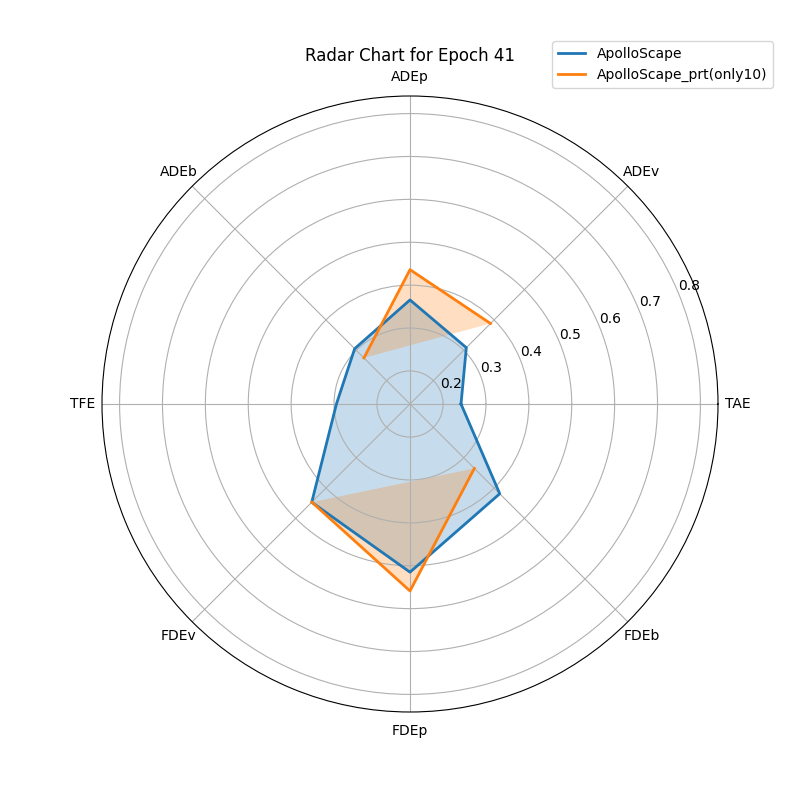 Radar Chart for Epoch 41
ApolloScape
ApolloScape_prt(only10)
ADEp
ADEb
ADEv
0.8
0.7
0.6
0.5
0.4
0.3
0.2
TFE
TAE
FDEv
FDEb
FDEp